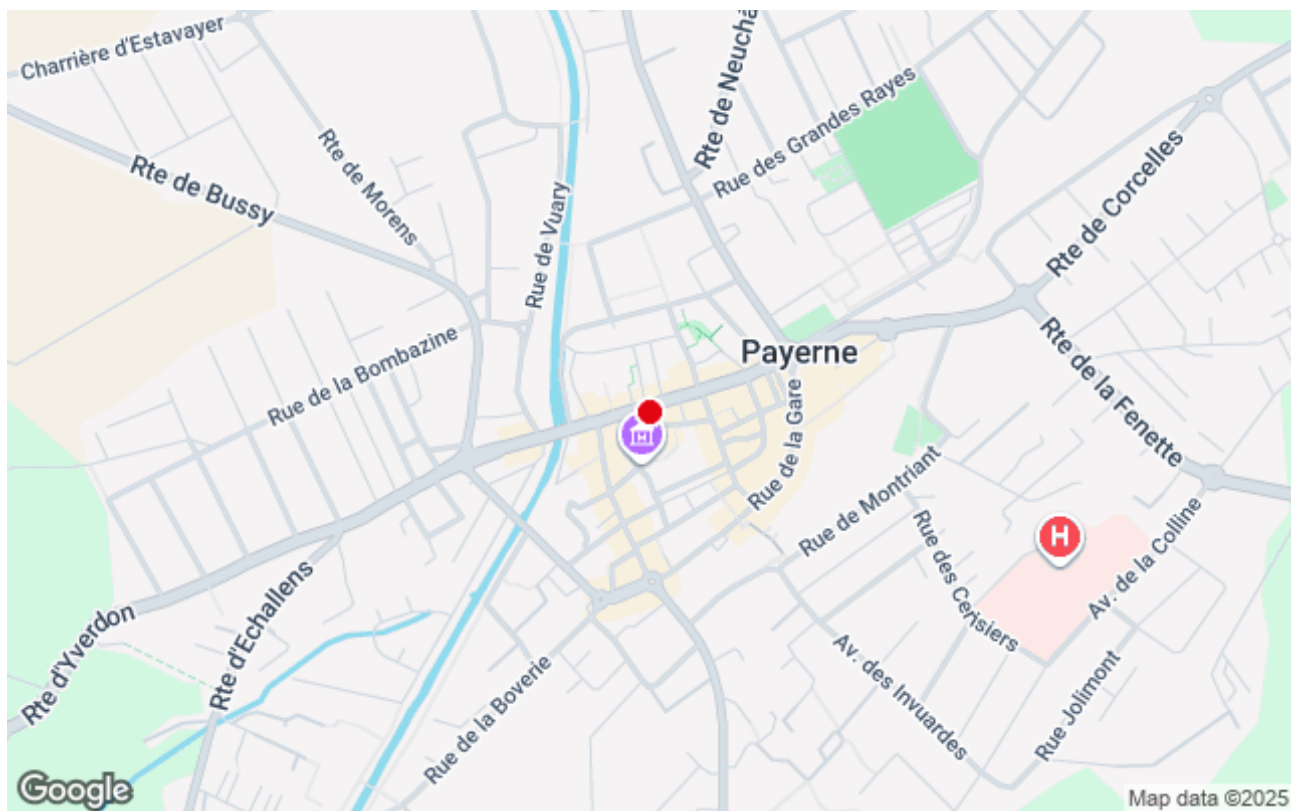 Charrière d'Estavayer
Rte de Neuchâ
Rue des Grandes Rayes
Rte de Morens
Rte de Bussy
Rue de Vuary
Rte de Corcelles
Rue de la Bombazine
Payerne
Rte de la Fenette
Rue de la Gare
Rue de Montriant
H
Rue des Cerisiers
Av. de la Colline
Rte d'Echallens
Rte d'Yverdon
Rue de la Boverie
Av. des Invuardes
Rue Jolimont
Google
Map data ©2025